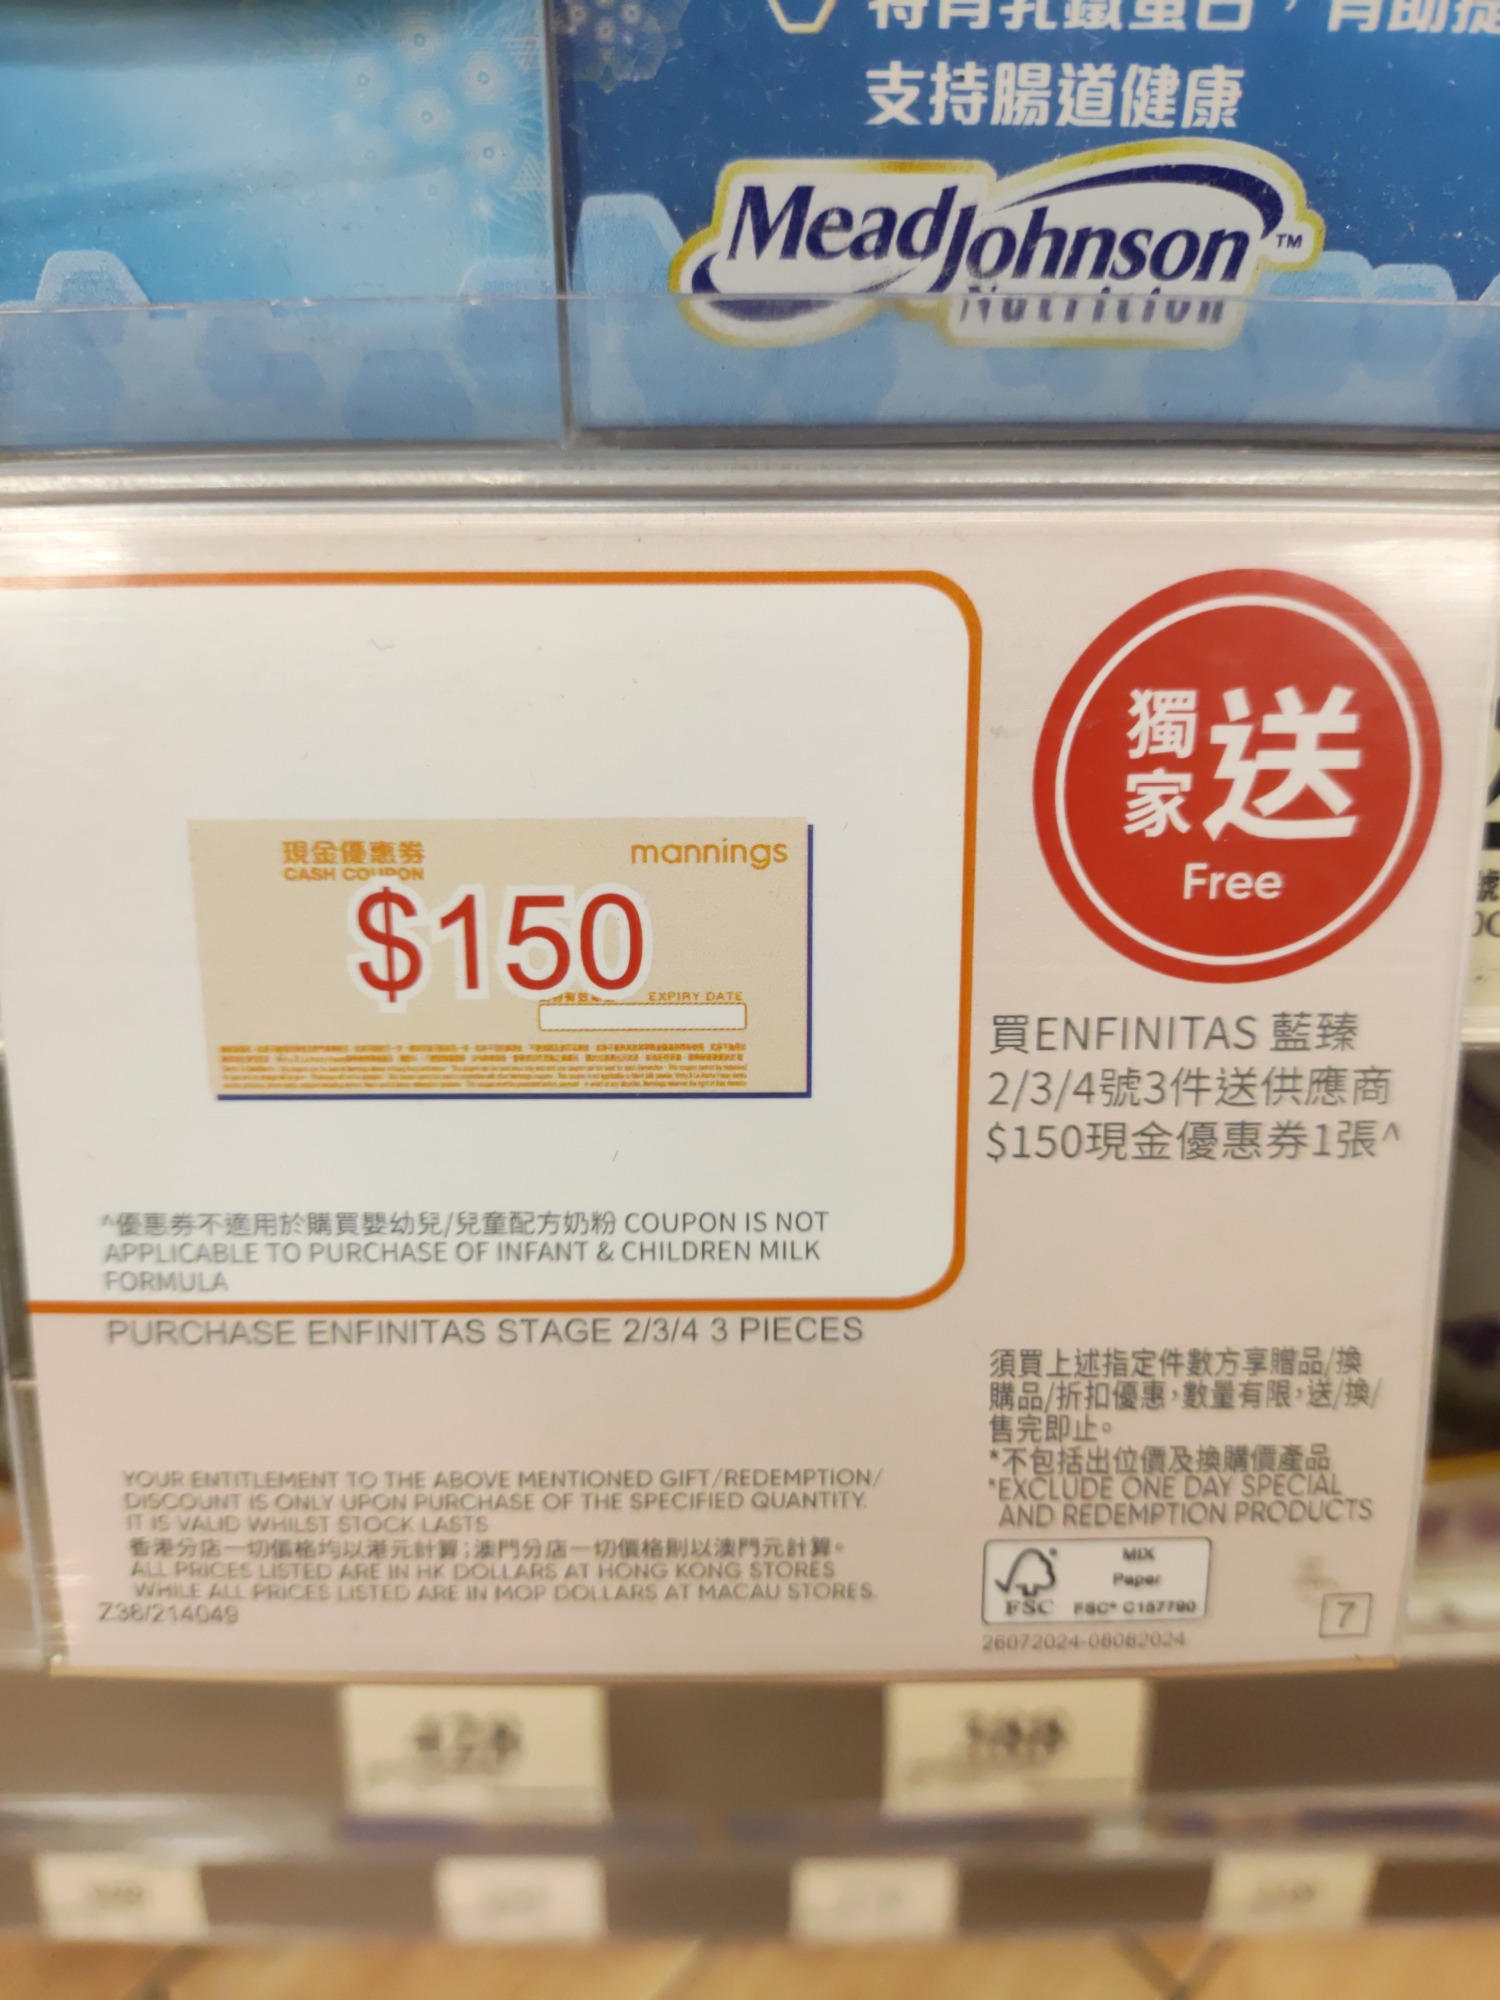 支持腸道健康
MeadJohnson™
Nutrition
獨家送
Free
現金優惠券
CASH COUPON
mannings
$150
EXPIRY DATE
買ENFINITAS 藍臻
2/3/4號3件送供應商
$150現金優惠券1張^
^優惠券不適用於購買嬰幼兒/兒童配方奶粉 COUPON IS NOT
APPLICABLE TO PURCHASE OF INFANT & CHILDREN MILK
FORMULA
PURCHASE ENFINITAS STAGE 2/3/4 3 PIECES
須買上述指定件數方享贈品/換
購品/折扣優惠，數量有限，送/換/
售完即止。
*不包括出位價及換購價產品
*EXCLUDE ONE DAY SPECIAL
AND REDEMPTION PRODUCTS
YOUR ENTITLEMENT TO THE ABOVE MENTIONED GIFT/REDEMPTION/
DISCOUNT IS ONLY UPON PURCHASE OF THE SPECIFIED QUANTITY.
IT IS VALID WHILST STOCK LASTS
香港分店一切價格均以港元計算；澳門分店一切價格則以澳門元計算。
ALL PRICES LISTED ARE IN HK DOLLARS AT HONG KONG STORES
WHILE ALL PRICES LISTED ARE IN MOP DOLLARS AT MACAU STORES.
Z36/214049
FSC
MIX
Paper
FSC® C157790
26072024-08082024
7